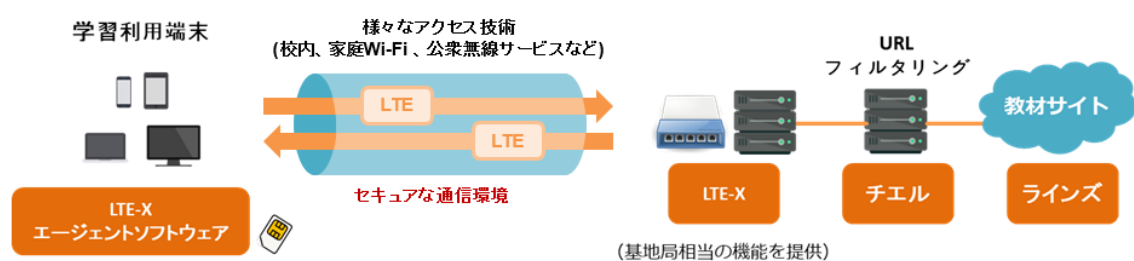 学習利用端末
様々なアクセス技術
(校内、家庭Wi-Fi 、公衆無線サービスなど)
LTE
LTE
セキュアな通信環境
LTE-X
エージェントソフトウェア
URL
フィルタリング
教材サイト
LTE-X
チエル
ラインズ
(基地局相当の機能を提供)